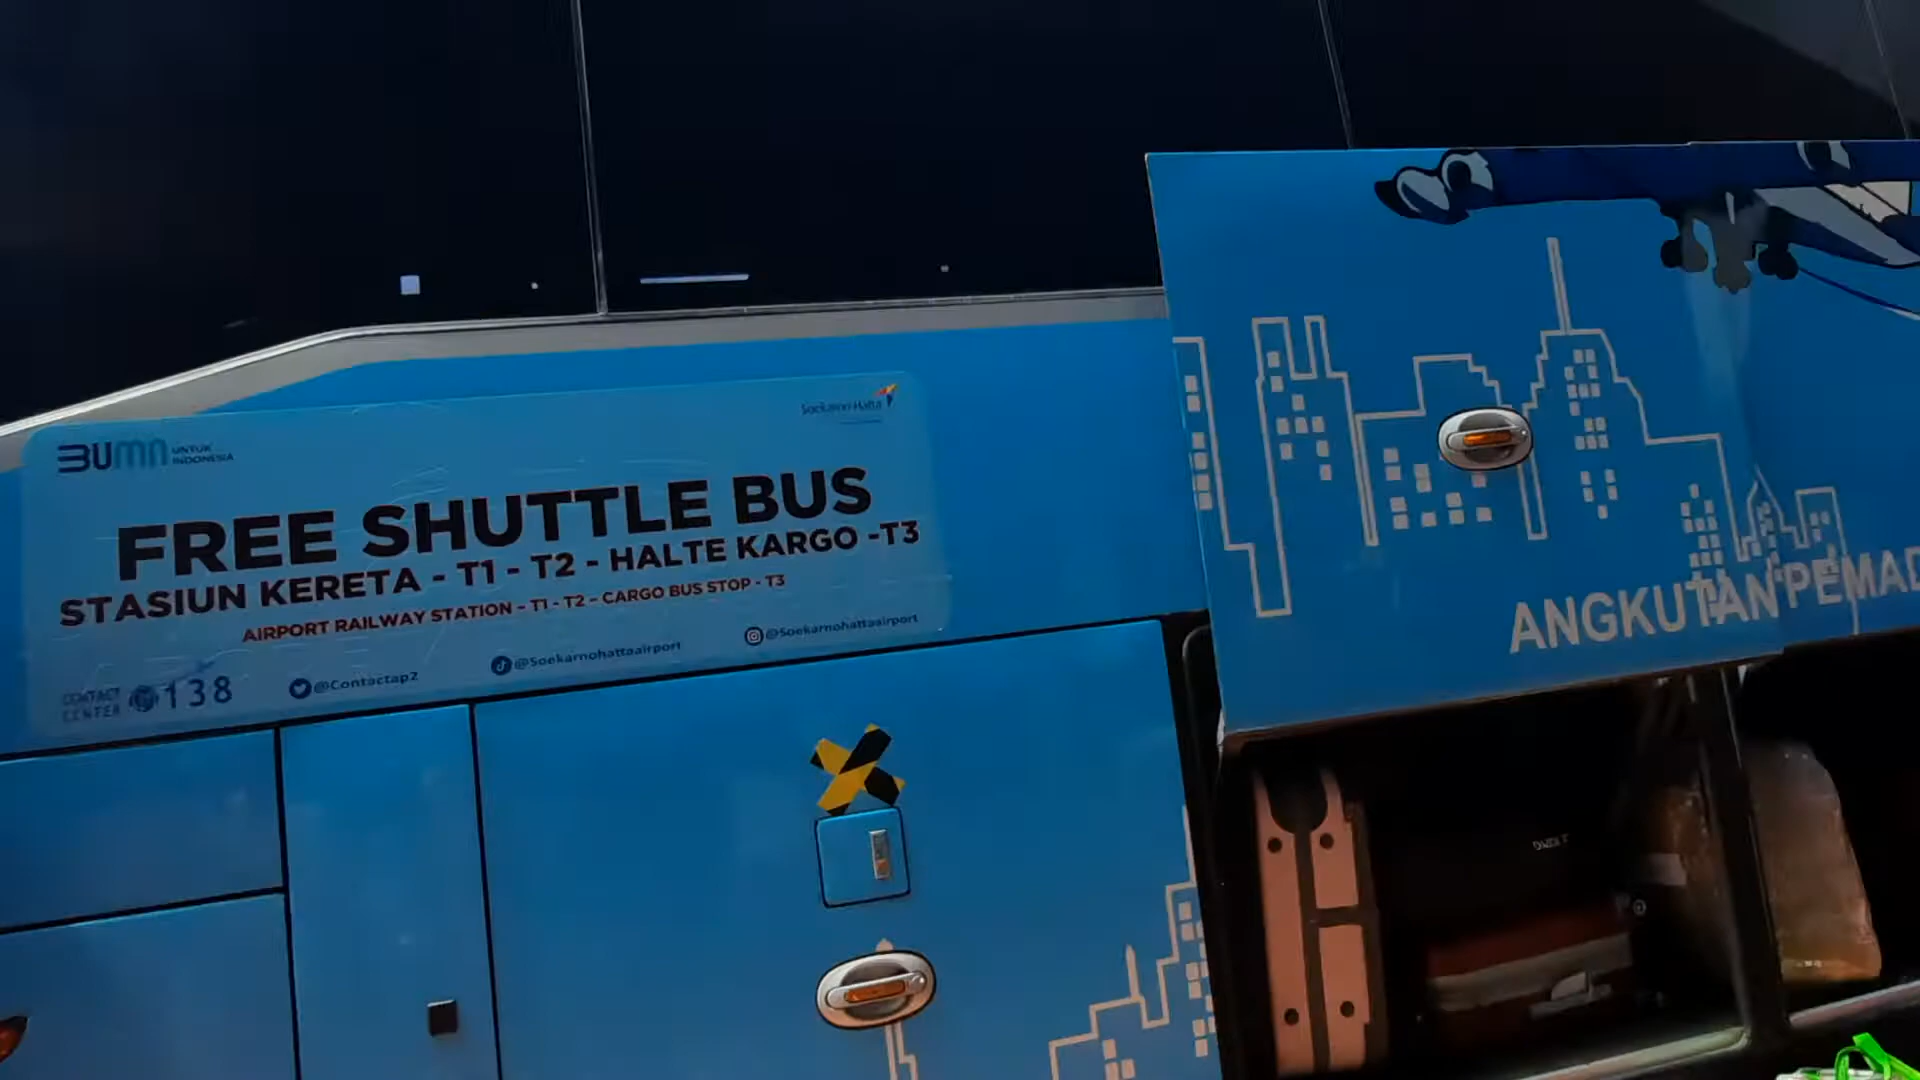 BUMN UNTUK INDONESIA
Soekarno-Hatta
FREE SHUTTLE BUS
STASIUN KERETA - T1 - T2 - HALTE KARGO -T3
AIRPORT RAILWAY STATION - T1 - T2 - CARGO BUS STOP - T3
CONTACT CENTER 138
@Contactap2
@Soekarnohattaairport
@Soekarnohattaairport
ANGKUTAN PEMAD